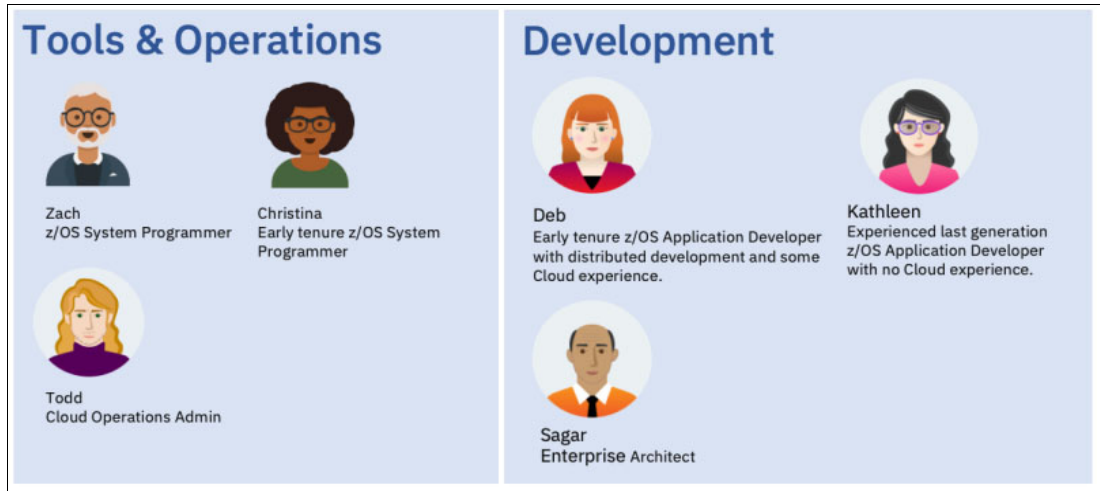 Tools & Operations
Zach
z/OS System Programmer
Christina
Early tenure z/OS System
Programmer
Todd
Cloud Operations Admin
Development
Deb
Early tenure z/OS Application Developer
with distributed development and some
Cloud experience.
Kathleen
Experienced last generation
z/OS Application Developer
with no Cloud experience.
Sagar
Enterprise Architect